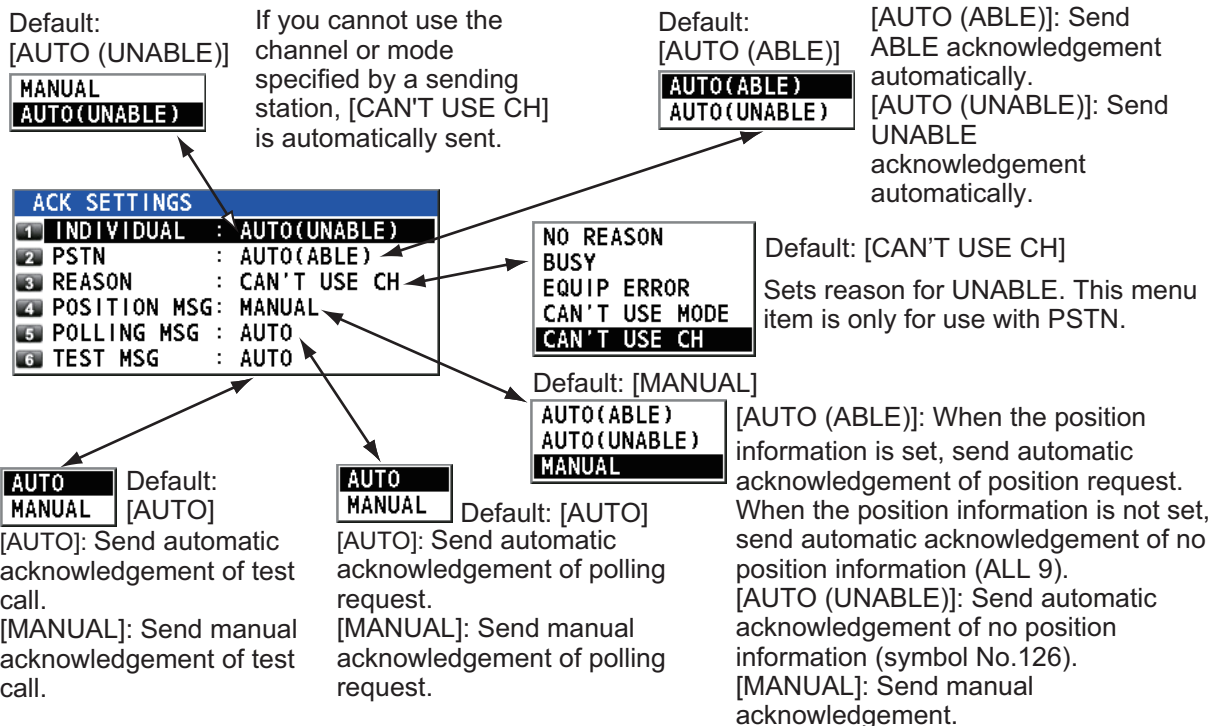 Default:
[AUTO (UNABLE)]
MANUAL
AUTO(UNABLE)
If you cannot use the
channel or mode
specified by a sending
station, [CAN'T USE CH]
is automatically sent.
Default:
[AUTO (ABLE)]
AUTO(ABLE)
AUTO(UNABLE)
[AUTO (ABLE)]: Send
ABLE acknowledgement
automatically.
[AUTO (UNABLE)]: Send
UNABLE
acknowledgement
automatically.
ACK SETTINGS
1 INDIVIDUAL : AUTO(UNABLE)
2 PSTN : AUTO(ABLE)
3 REASON : CAN'T USE CH
4 POSITION MSG: MANUAL
5 POLLING MSG : AUTO
6 TEST MSG : AUTO
NO REASON
BUSY
EQUIP ERROR
CAN'T USE MODE
CAN'T USE CH
Default: [CAN’T USE CH]
Sets reason for UNABLE. This menu
item is only for use with PSTN.
Default: [MANUAL]
AUTO(ABLE)
AUTO(UNABLE)
MANUAL
[AUTO (ABLE)]: When the position
information is set, send automatic
acknowledgement of position request.
When the position information is not set,
send automatic acknowledgement of no
position information (ALL 9).
[AUTO (UNABLE)]: Send automatic
acknowledgement of no position
information (symbol No.126).
[MANUAL]: Send manual
acknowledgement.
AUTO
MANUAL
Default:
[AUTO]
[AUTO]: Send automatic
acknowledgement of test
call.
[MANUAL]: Send manual
acknowledgement of test
call.
AUTO
MANUAL
Default: [AUTO]
[AUTO]: Send automatic
acknowledgement of polling
request.
[MANUAL]: Send manual
acknowledgement of polling
request.